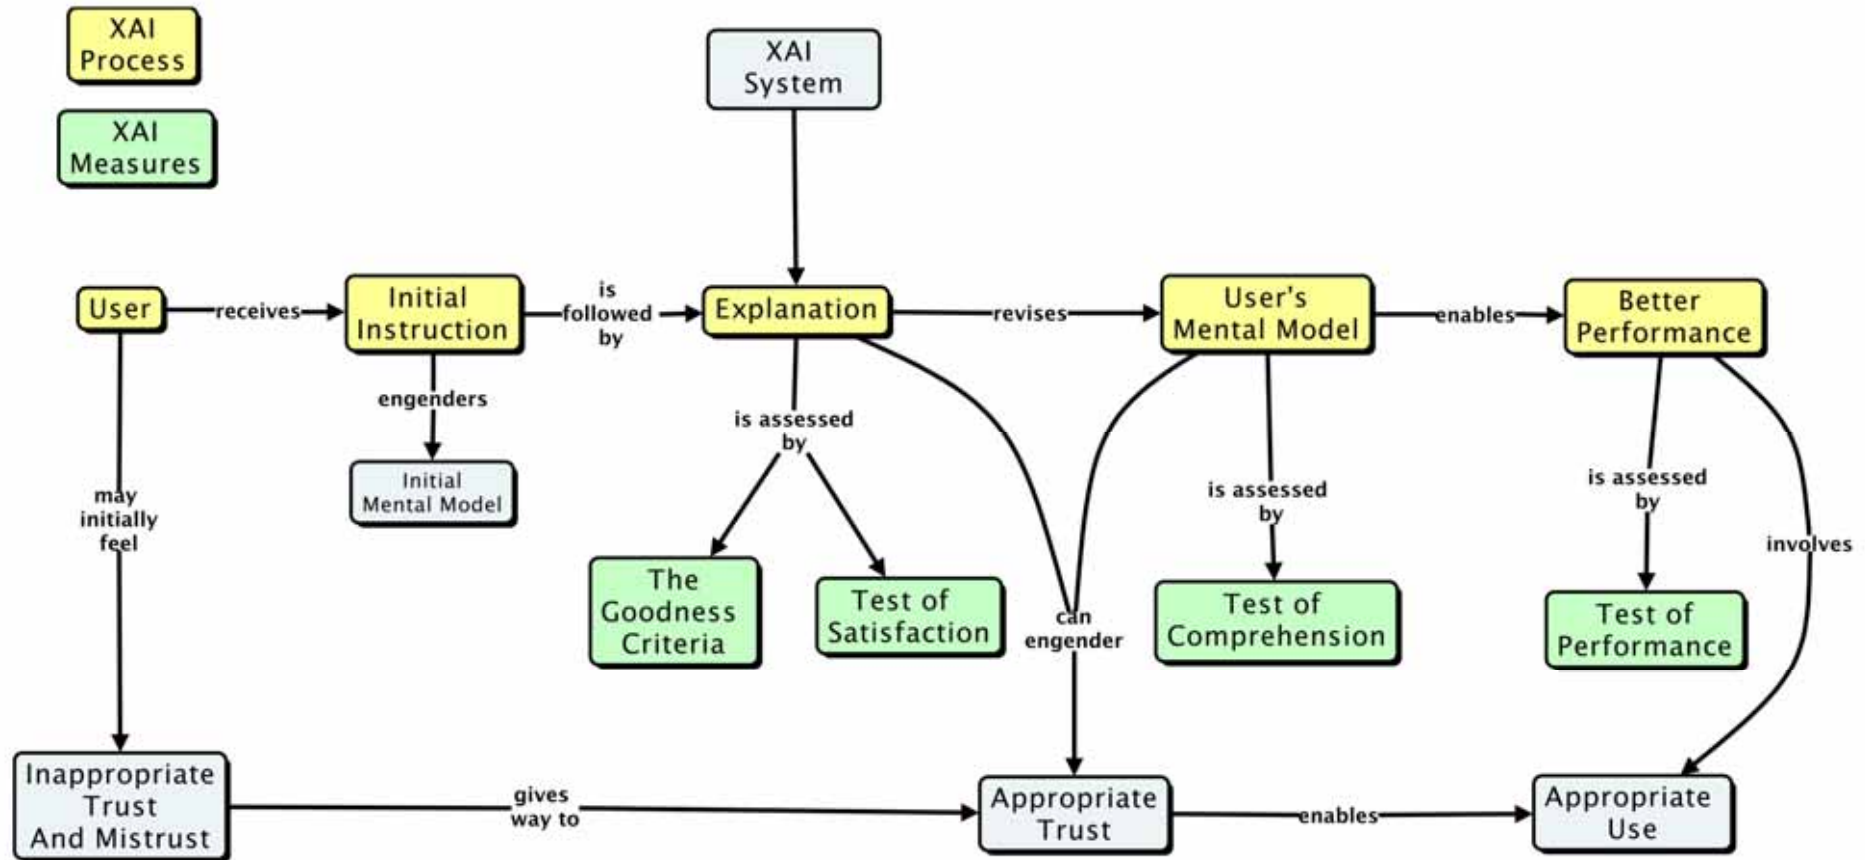 XAI
Process
XAI
Measures
XAI
System
User
receives
Initial
Instruction
is
followed
by
Explanation
revises
User's
Mental Model
enables
Better
Performance
engenders
Initial
Mental Model
may
initially
feel
is assessed
by
The
Goodness
Criteria
Test of
Satisfaction
can
engender
is assessed
by
Test of
Comprehension
is assessed
by
Test of
Performance
involves
Inappropriate
Trust
And Mistrust
gives
way to
Appropriate
Trust
enables
Appropriate
Use